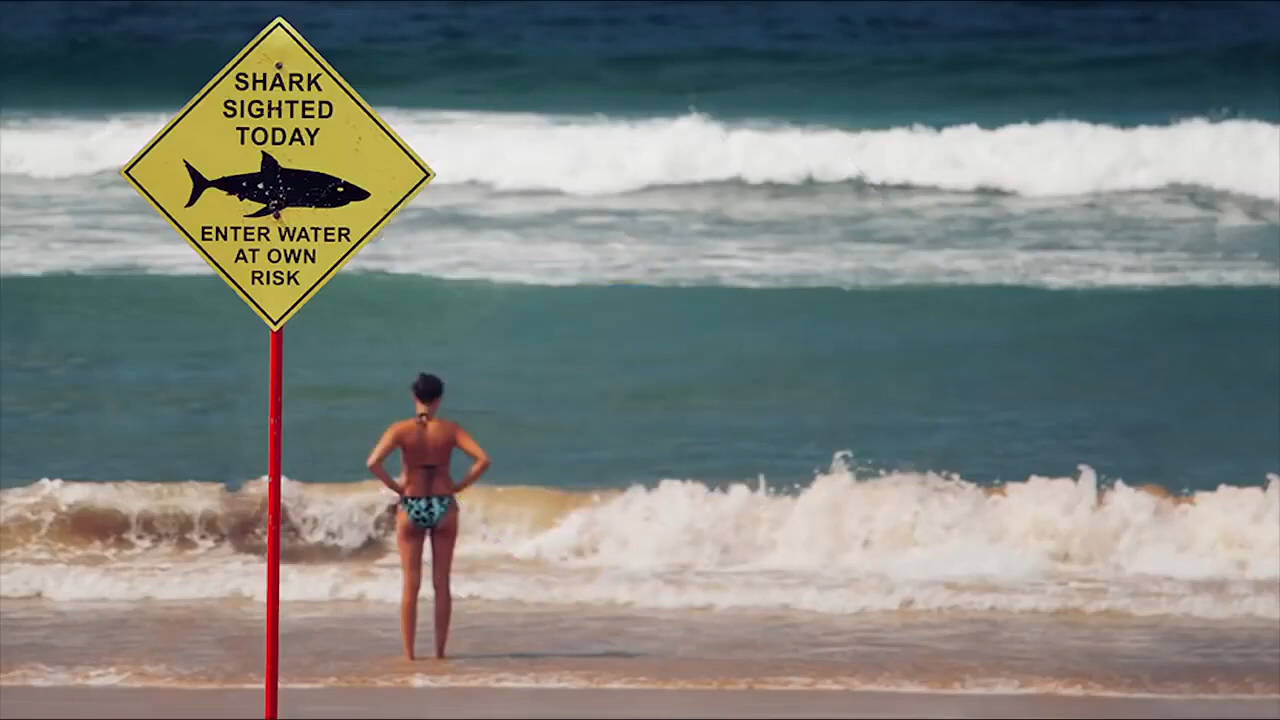 SHARK
SIGHTED
TODAY
ENTER WATER
AT OWN
RISK